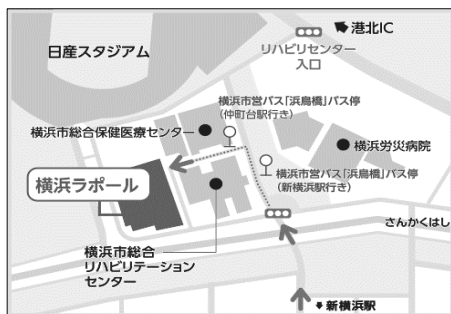 日産スタジアム
港北IC
リハビリセンター
入口
横浜市営バス「浜鳥橋」バス停
(仲町台駅行き)
横浜市総合保健医療センター
横浜労災病院
横浜市営バス「浜鳥橋」バス停
(新横浜駅行き)
横浜ラポール
さんかくはし
横浜市総合
リハビリテーション
センター
新横浜駅